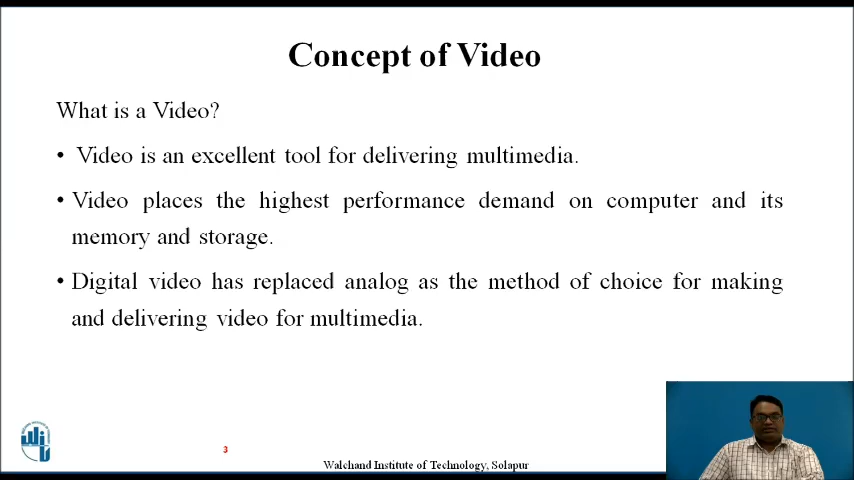 Concept of Video
What is a Video?
• Video is an excellent tool for delivering multimedia.
• Video places the highest performance demand on computer and its
memory and storage.
• Digital video has replaced analog as the method of choice for making
and delivering video for multimedia.
3
Walchand Institute of Technology, Solapur